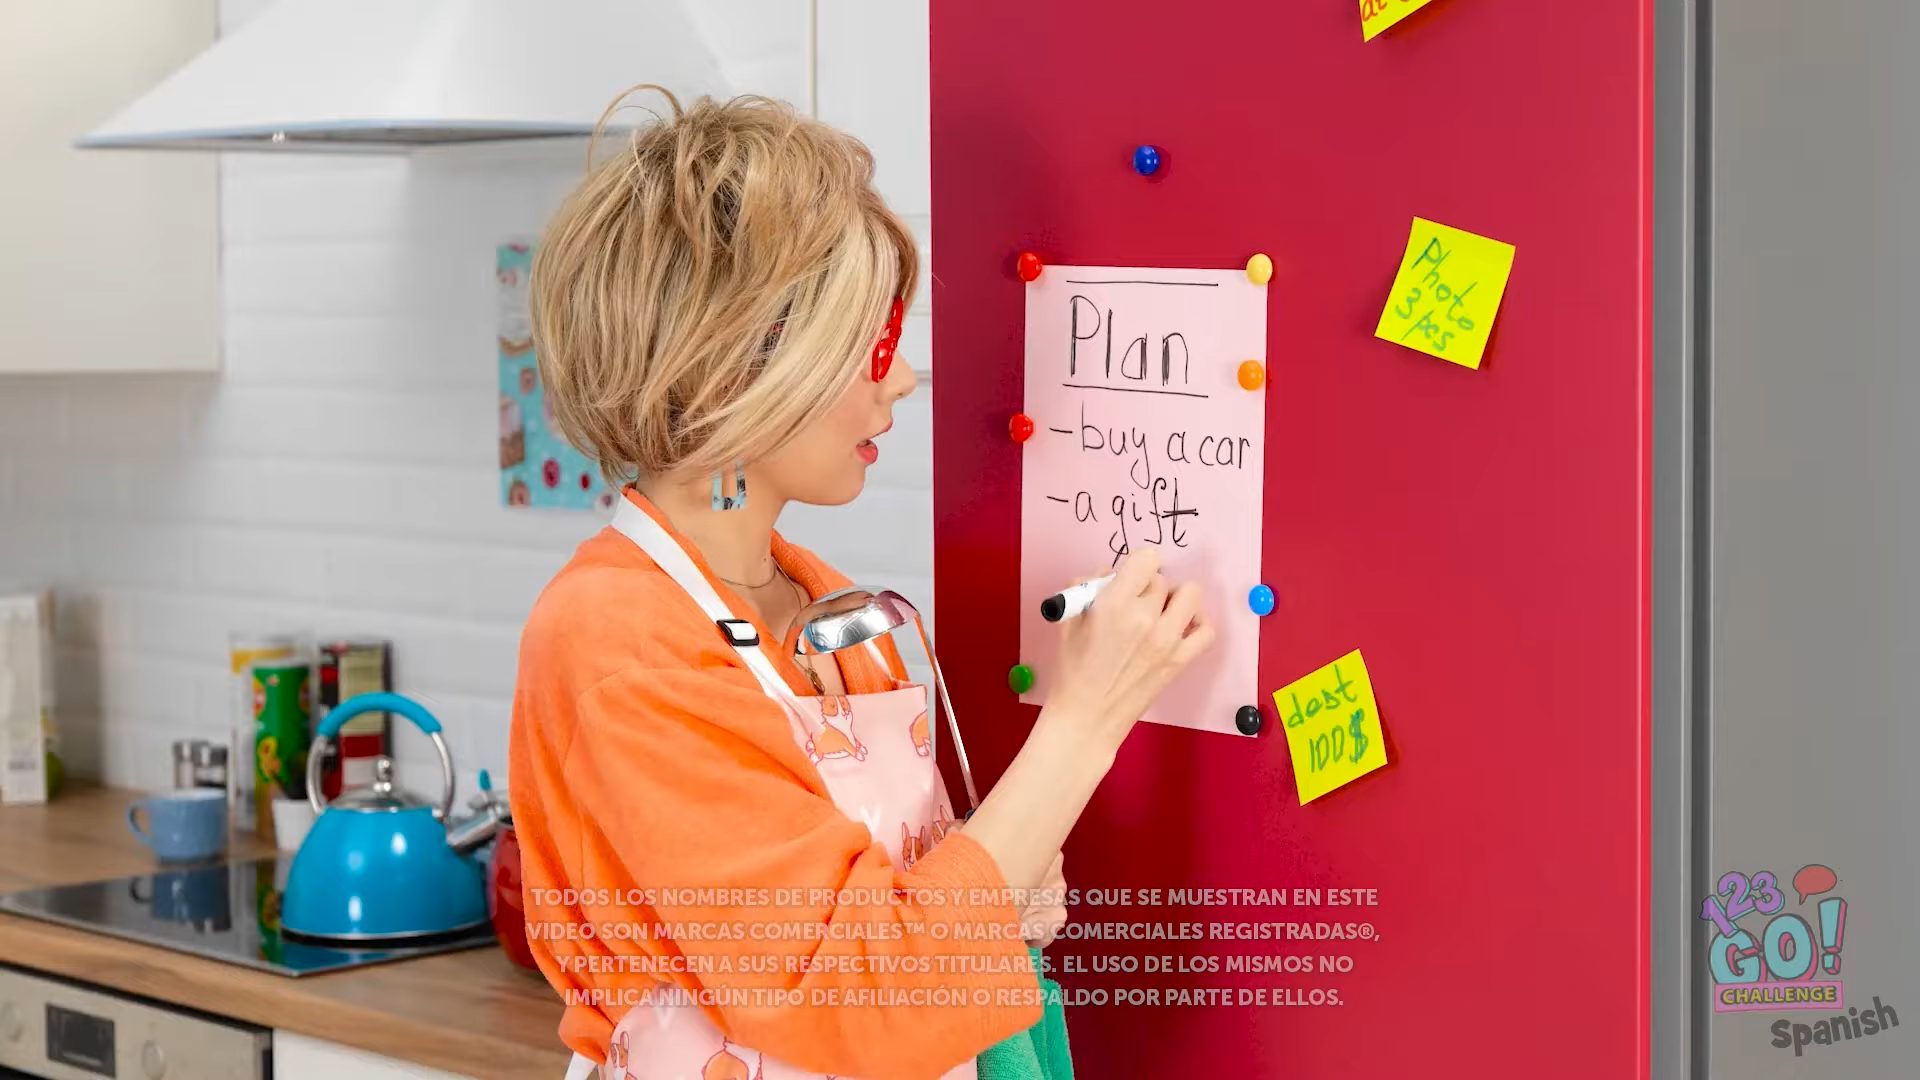 Plan
-buy a car
-a gift
Photo
3 pcs
dest
100$
TODOS LOS NOMBRES DE PRODUCTOS Y EMPRESAS QUE SE MUESTRAN EN ESTE
VIDEO SON MARCAS COMERCIALES™ O MARCAS COMERCIALES REGISTRADAS®,
Y PERTENECEN A SUS RESPECTIVOS TITULARES. EL USO DE LOS MISMOS NO
IMPLICA NINGÚN TIPO DE AFILIACIÓN O RESPALDO POR PARTE DE ELLOS.
123
GO!
CHALLENGE
Spanish